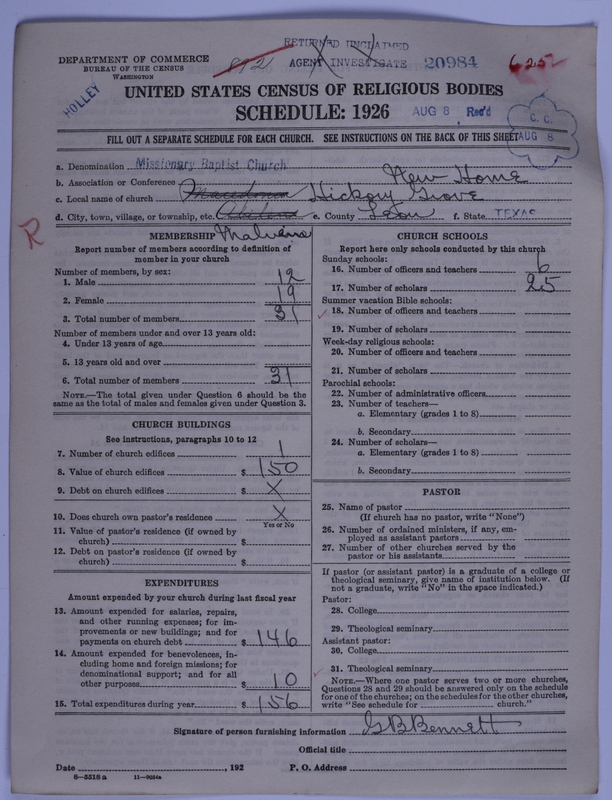 RETURNED UNCLAIMED
DEPARTMENT OF COMMERCE
BUREAU OF THE CENSUS
WASHINGTON
892
AGENT INVESTIGATE 20984
625
HOLLEY
UNITED STATES CENSUS OF RELIGIOUS BODIES
SCHEDULE: 1926 AUG 8 Rec'd
C. C.
AUG 8
FILL OUT A SEPARATE SCHEDULE FOR EACH CHURCH. SEE INSTRUCTIONS ON THE BACK OF THIS SHEET
a. Denomination Missionary Baptist Church
b. Association or Conference Macedonia New Home
c. Local name of church Hickory Grove
d. City, town, village, or township, etc. e. County Leon f. State TEXAS
R
MEMBERSHIP Malvern
Report number of members according to definition of
member in your church
Number of members, by sex:
1. Male 12
2. Female 19
3. Total number of members 31
Number of members under and over 13 years old:
4. Under 13 years of age
5. 13 years old and over
6. Total number of members 31
NOTE.—The total given under Question 6 should be the
same as the total of males and females given under Question 3.
CHURCH BUILDINGS
See instructions, paragraphs 10 to 12
7. Number of church edifices 1
8. Value of church edifices $ 150
9. Debt on church edifices $ X
10. Does church own pastor's residence X
Yes or No
11. Value of pastor's residence (if owned by
church) $
12. Debt on pastor's residence (if owned by
church) $
EXPENDITURES
Amount expended by your church during last fiscal year
13. Amount expended for salaries, repairs,
and other running expenses; for im-
provements or new buildings; and for
payments on church debt $ 146
14. Amount expended for benevolences, in-
cluding home and foreign missions; for
denominational support; and for all
other purposes $ 10
15. Total expenditures during year $ 156
CHURCH SCHOOLS
Report here only schools conducted by this church
Sunday schools:
16. Number of officers and teachers 6
17. Number of scholars 25
Summer vacation Bible schools:
18. Number of officers and teachers
19. Number of scholars
Week-day religious schools:
20. Number of officers and teachers
21. Number of scholars
Parochial schools:
22. Number of administrative officers
23. Number of teachers—
a. Elementary (grades 1 to 8)
b. Secondary
24. Number of scholars—
a. Elementary (grades 1 to 8)
b. Secondary
PASTOR
25. Name of pastor
(If church has no pastor, write "None")
26. Number of ordained ministers, if any, em-
ployed as assistant pastors
27. Number of other churches served by the
pastor or his assistants
If pastor (or assistant pastor) is a graduate of a college or
theological seminary, give name of institution below. (If
not a graduate, write "No" in the space indicated.)
Pastor:
28. College
29. Theological seminary
Assistant pastor:
30. College
31. Theological seminary
NOTE.—Where one pastor serves two or more churches,
Questions 28 and 29 should be answered only on the schedule
for one of the churches; on the schedules for the other churches,
write "See schedule for church."
Signature of person furnishing information G B Bennett
Official title
Date , 192 P. O. Address
8—5518 a 11—9084a